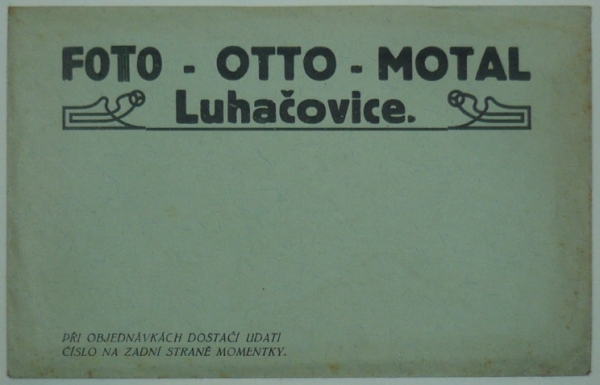 FOTO - OTTO - MOTAL
Luhačovice.
PŘI OBJEDNÁVKÁCH DOSTAČÍ UDATI
ČÍSLO NA ZADNÍ STRANĚ MOMENTKY.